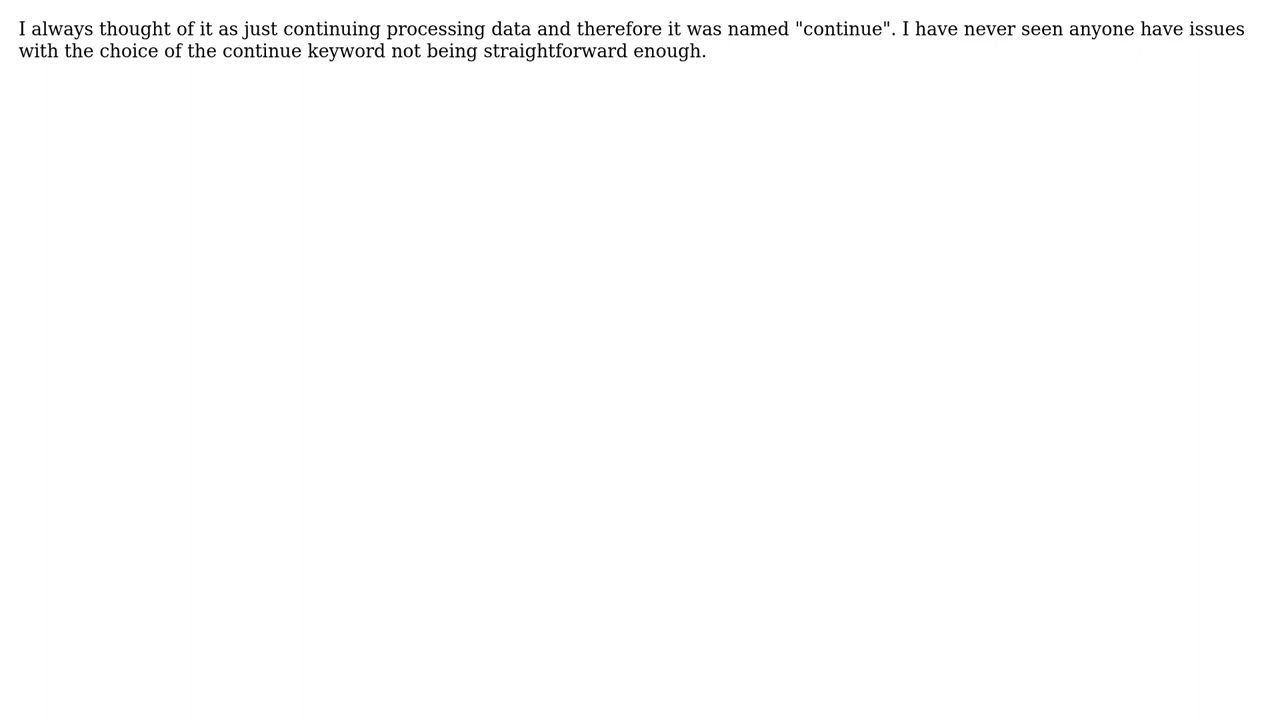 I always thought of it as just continuing processing data and therefore it was named "continue". I have never seen anyone have issues
with the choice of the continue keyword not being straightforward enough.